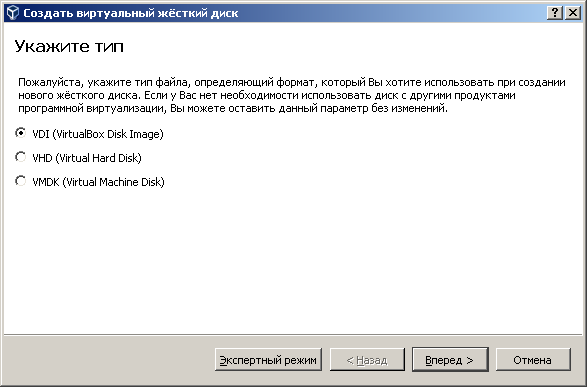 Создать виртуальный жёсткий диск
Укажите тип
Пожалуйста, укажите тип файла, определяющий формат, который Вы хотите использовать при создании
нового жёсткого диска. Если у Вас нет необходимости использовать диск с другими продуктами
программной виртуализации, Вы можете оставить данный параметр без изменений.
VDI (VirtualBox Disk Image)
VHD (Virtual Hard Disk)
VMDK (Virtual Machine Disk)
Экспертный режим
< Назад
Вперед >
Отмена